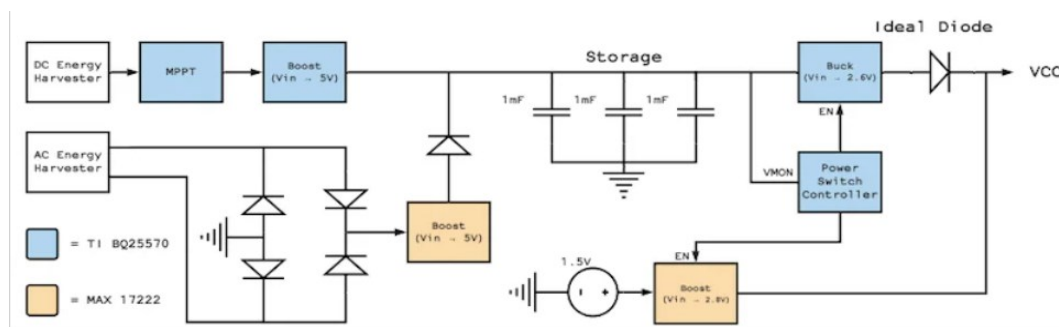 Ideal Diode
DC Energy
Harvester
MPPT
Boost
(Vin → 5V)
Storage
1mF
1mF
1mF
Buck
(Vin → 2.6V)
VCC
EN
AC Energy
Harvester
VMON
Power
Switch
Controller
Boost
(Vin → 5V)
= TI BQ25570
= MAX 17222
EN
1.5V
- +
Boost
(Vin → 2.8V)